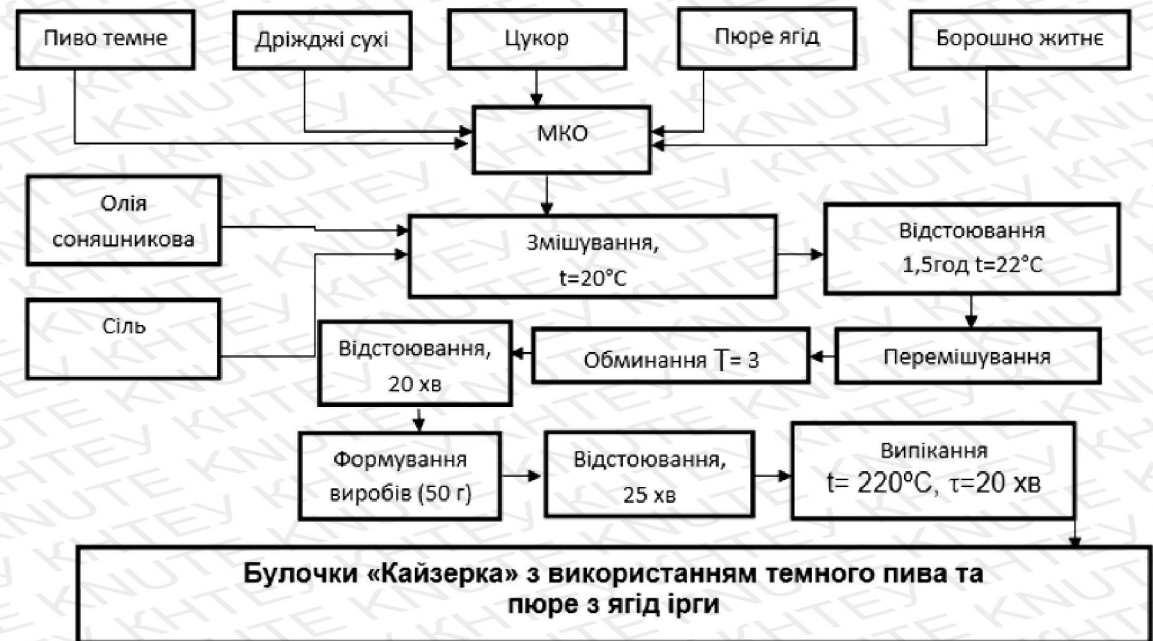 Пиво темне
Дріжджі сухі
Цукор
Пюре ягід
Борошно житнє
МКО
Олія
соняшникова
Змішування,
t=20°C
Відстоювання
1,5год t=22°C
Сіль
Відстоювання,
20 хв
Обминання Т= 3
Перемішування
Формування
виробів (50 г)
Відстоювання,
25 хв
Випікання
t= 220ºC, τ=20 хв
Булочки «Кайзерка» з використанням темного пива та
пюре з ягід ірги
KNUTE КНТЕУ